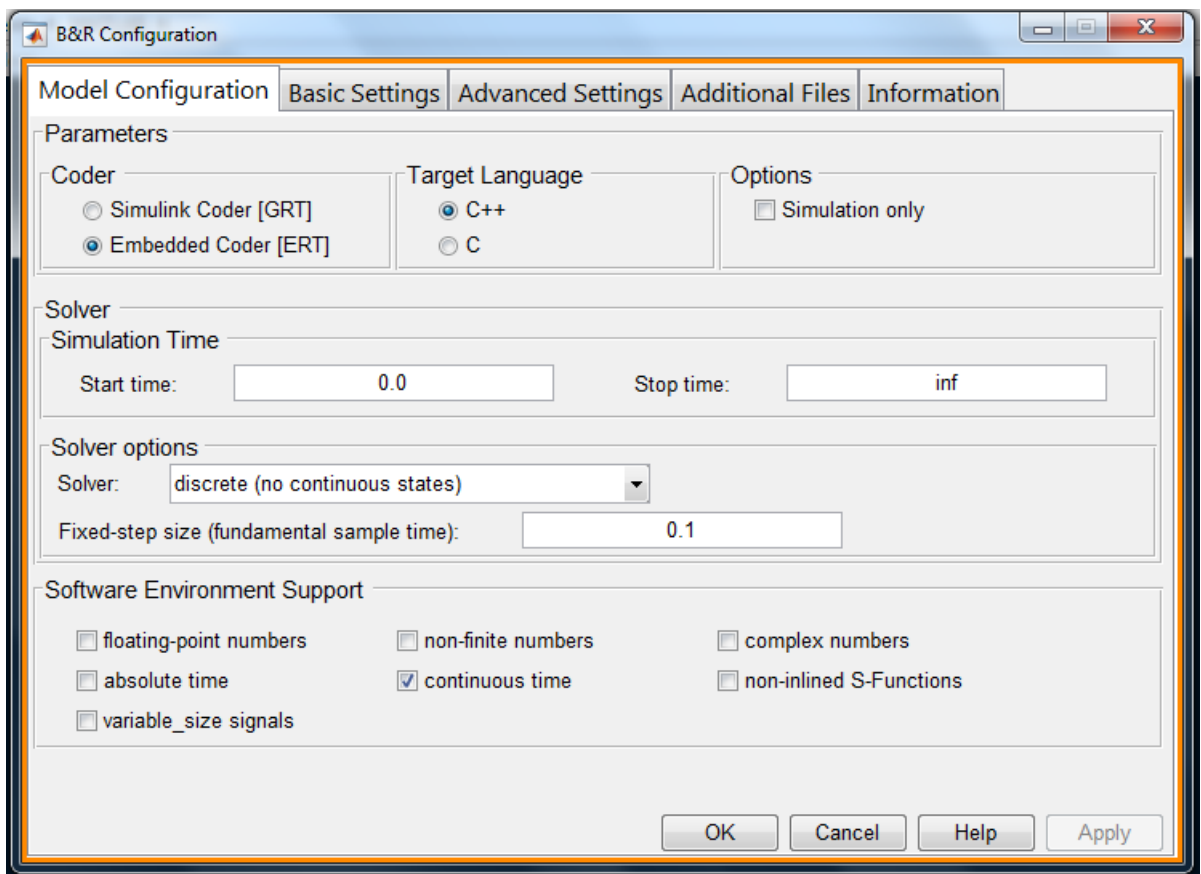 B&R Configuration
Model Configuration Basic Settings Advanced Settings Additional Files Information
Parameters
Coder Target Language Options
Simulink Coder [GRT] C++ Simulation only
Embedded Coder [ERT] C
Solver
Simulation Time
Start time: 0.0 Stop time: inf
Solver options
Solver: discrete (no continuous states)
Fixed-step size (fundamental sample time): 0.1
Software Environment Support
floating-point numbers non-finite numbers complex numbers
absolute time continuous time non-inlined S-Functions
variable_size signals
OK Cancel Help Apply